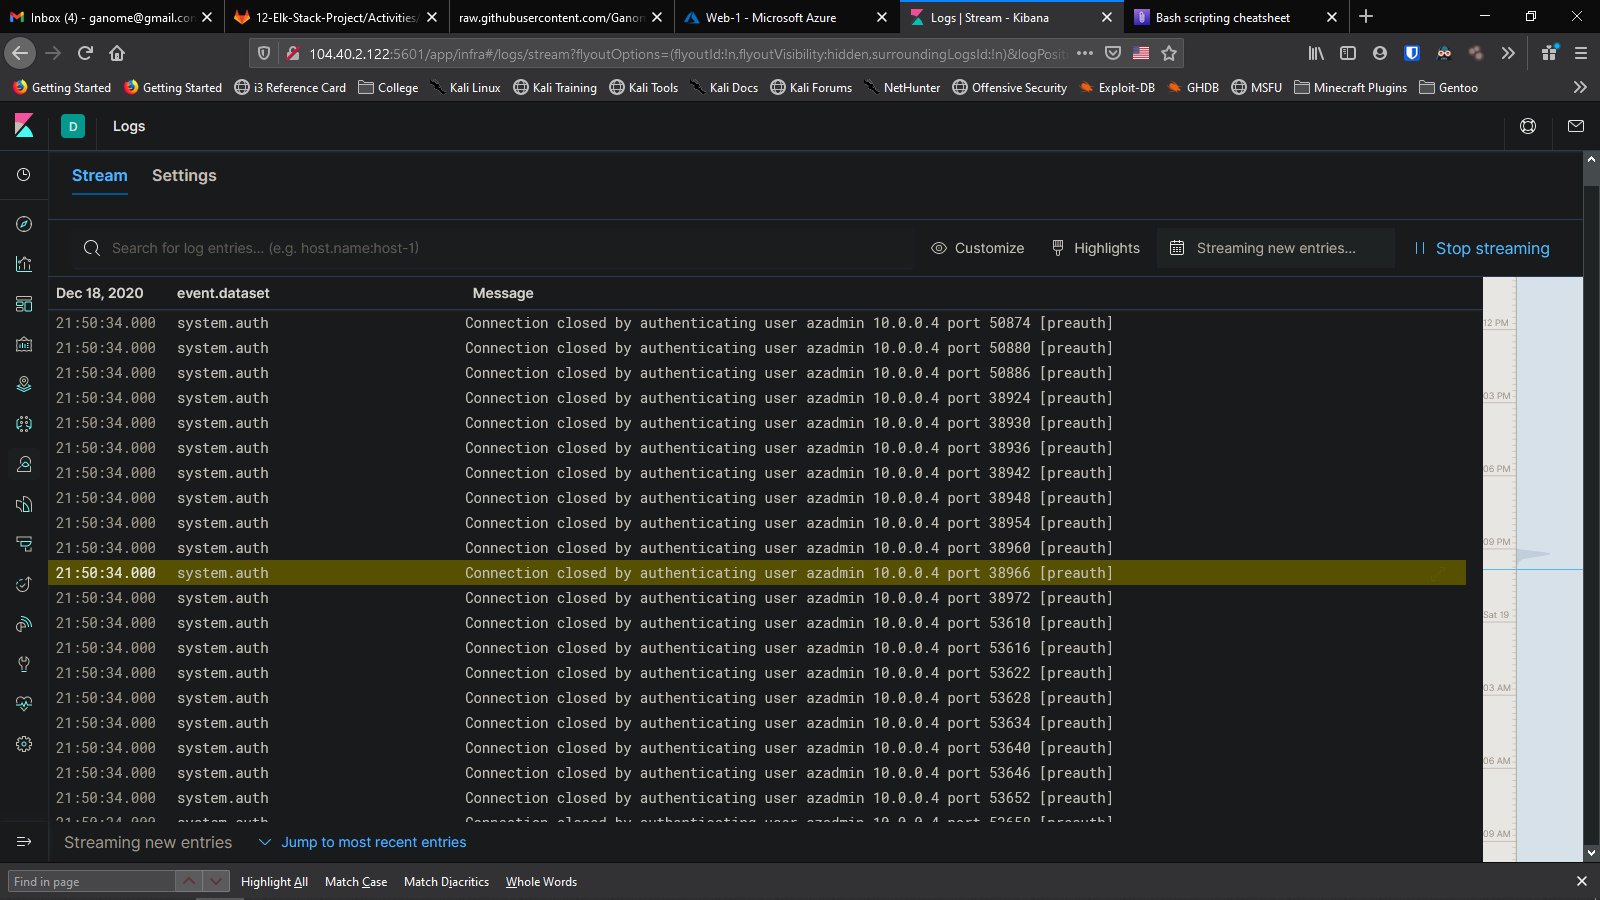 Inbox (4) - ganome@gmail.com
12-Elk-Stack-Project/Activities/
raw.githubusercontent.com/Ganom
Web-1 - Microsoft Azure
Logs | Stream - Kibana
Bash scripting cheatsheet
104.40.2.122:5601/app/infra#/logs/stream?flyoutOptions=(flyoutId:!n,flyoutVisibility:hidden,surroundingLogsId:!n)&logPositi
Getting Started Getting Started i3 Reference Card College Kali Linux Kali Training Kali Tools Kali Docs Kali Forums NetHunter Offensive Security Exploit-DB GHDB MSFU Minecraft Plugins Gentoo
D Logs
Stream Settings
Search for log entries... (e.g. host.name:host-1) Customize Highlights Streaming new entries... Stop streaming
Dec 18, 2020 event.dataset Message
21:50:34.000 system.auth Connection closed by authenticating user azadmin 10.0.0.4 port 50874 [preauth]
21:50:34.000 system.auth Connection closed by authenticating user azadmin 10.0.0.4 port 50880 [preauth]
21:50:34.000 system.auth Connection closed by authenticating user azadmin 10.0.0.4 port 50886 [preauth]
21:50:34.000 system.auth Connection closed by authenticating user azadmin 10.0.0.4 port 38924 [preauth]
21:50:34.000 system.auth Connection closed by authenticating user azadmin 10.0.0.4 port 38930 [preauth]
21:50:34.000 system.auth Connection closed by authenticating user azadmin 10.0.0.4 port 38936 [preauth]
21:50:34.000 system.auth Connection closed by authenticating user azadmin 10.0.0.4 port 38942 [preauth]
21:50:34.000 system.auth Connection closed by authenticating user azadmin 10.0.0.4 port 38948 [preauth]
21:50:34.000 system.auth Connection closed by authenticating user azadmin 10.0.0.4 port 38954 [preauth]
21:50:34.000 system.auth Connection closed by authenticating user azadmin 10.0.0.4 port 38960 [preauth]
21:50:34.000 system.auth Connection closed by authenticating user azadmin 10.0.0.4 port 38966 [preauth]
21:50:34.000 system.auth Connection closed by authenticating user azadmin 10.0.0.4 port 38972 [preauth]
21:50:34.000 system.auth Connection closed by authenticating user azadmin 10.0.0.4 port 53610 [preauth]
21:50:34.000 system.auth Connection closed by authenticating user azadmin 10.0.0.4 port 53616 [preauth]
21:50:34.000 system.auth Connection closed by authenticating user azadmin 10.0.0.4 port 53622 [preauth]
21:50:34.000 system.auth Connection closed by authenticating user azadmin 10.0.0.4 port 53628 [preauth]
21:50:34.000 system.auth Connection closed by authenticating user azadmin 10.0.0.4 port 53634 [preauth]
21:50:34.000 system.auth Connection closed by authenticating user azadmin 10.0.0.4 port 53640 [preauth]
21:50:34.000 system.auth Connection closed by authenticating user azadmin 10.0.0.4 port 53646 [preauth]
21:50:34.000 system.auth Connection closed by authenticating user azadmin 10.0.0.4 port 53652 [preauth]
21:50:34.000 system.auth Connection closed by authenticating user azadmin 10.0.0.4 port 53658 [preauth]
12 PM
03 PM
06 PM
09 PM
Sat 19
03 AM
06 AM
09 AM
Streaming new entries Jump to most recent entries
Find in page Highlight All Match Case Match Diacritics Whole Words